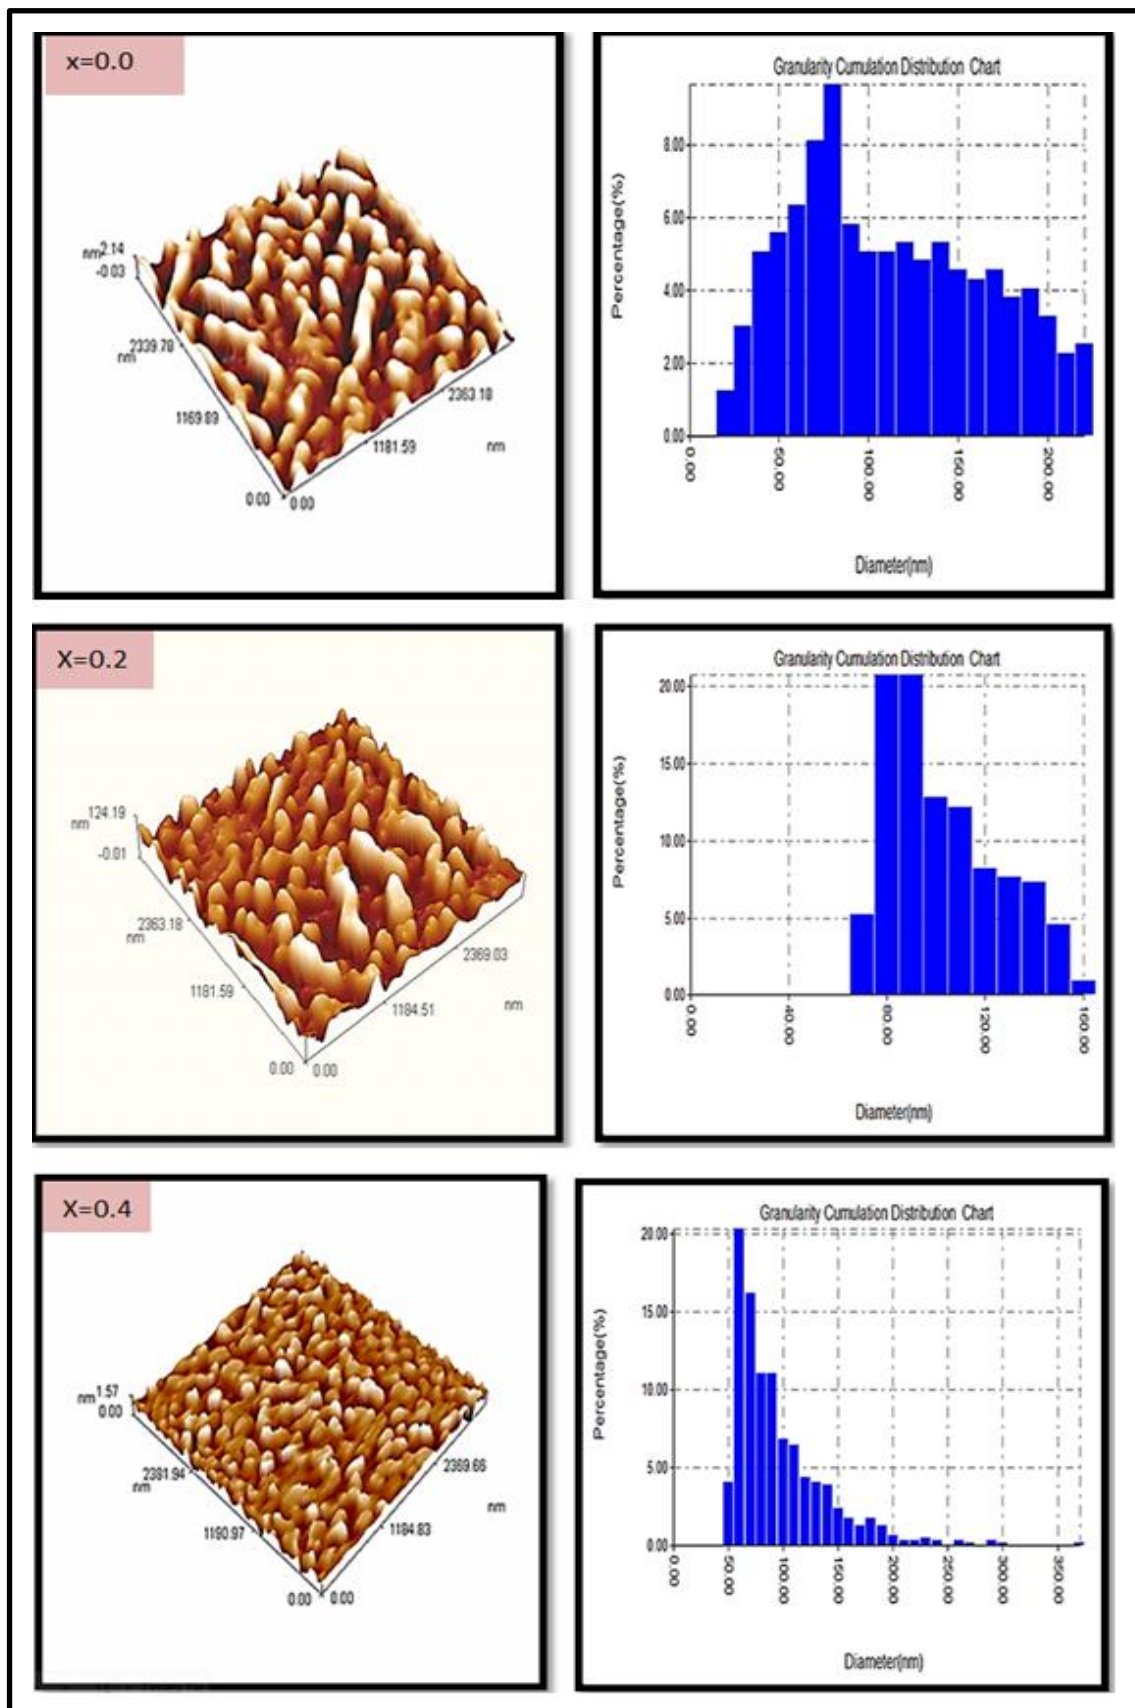 x=0.0
nm 2.14
-0.03
2339.78
nm
1169.89
0.00
0.00
1181.59
2363.18
nm
Granularity Cumulation Distribution Chart
Percentage(%)
8.00
6.00
4.00
2.00
0.00
0.00
50.00
100.00
150.00
200.00
Diameter(nm)
X=0.2
nm 124.19
-0.01
2363.18
nm
1181.59
0.00
0.00
1184.51
2369.03
nm
Granularity Cumulation Distribution Chart
Percentage(%)
20.00
15.00
10.00
5.00
0.00
0.00
40.00
80.00
120.00
160.00
Diameter(nm)
X=0.4
nm 1.57
0.00
2381.94
nm
1190.97
0.00
0.00
1184.83
2369.66
nm
Granularity Cumulation Distribution Chart
Percentage(%)
20.00
15.00
10.00
5.00
0.00
0.00
50.00
100.00
150.00
200.00
250.00
300.00
350.00
Diameter(nm)